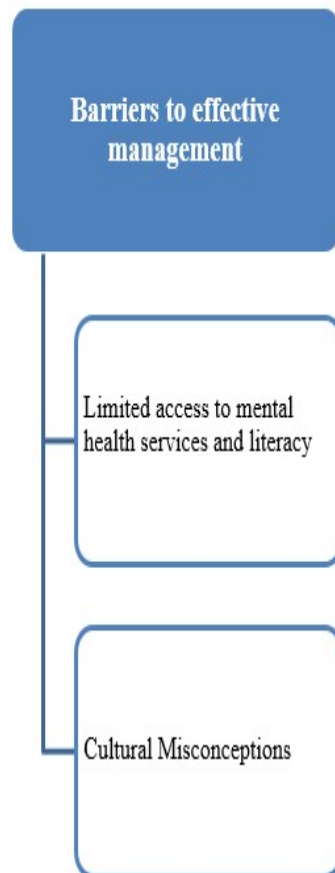 Barriers to effective
management
Limited access to mental
health services and literacy
Cultural Misconceptions